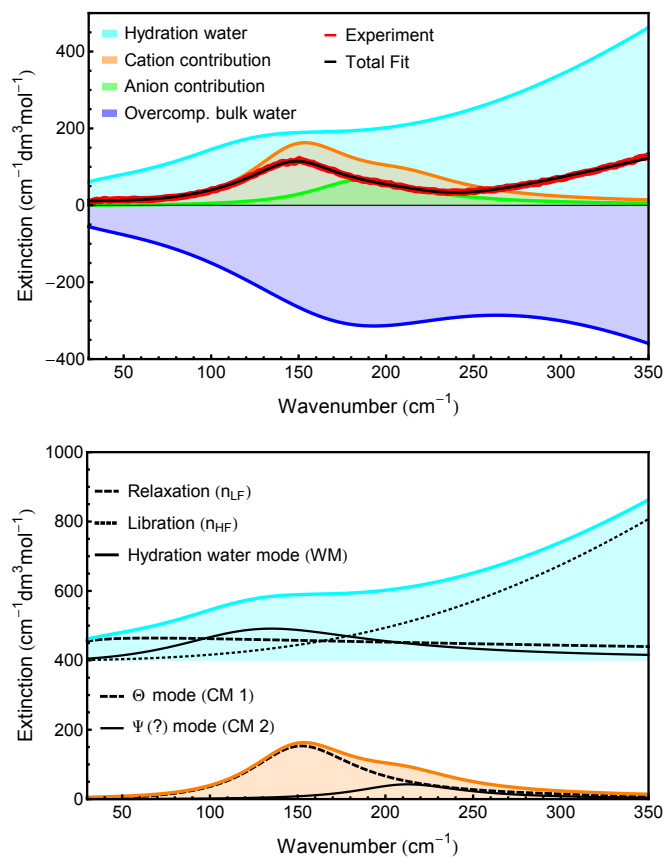 Hydration water
Cation contribution
Anion contribution
Overcomp. bulk water
Experiment
Total Fit
400
200
0
−200
−400
Extinction (cm⁻¹dm³mol⁻¹)
50 100 150 200 250 300 350
Wavenumber (cm⁻¹)
1000
800
600
400
200
0
Extinction (cm⁻¹dm³mol⁻¹)
Relaxation (n_LF)
Libration (n_HF)
Hydration water mode (WM)
Θ mode (CM 1)
Ψ(?) mode (CM 2)
50 100 150 200 250 300 350
Wavenumber (cm⁻¹)